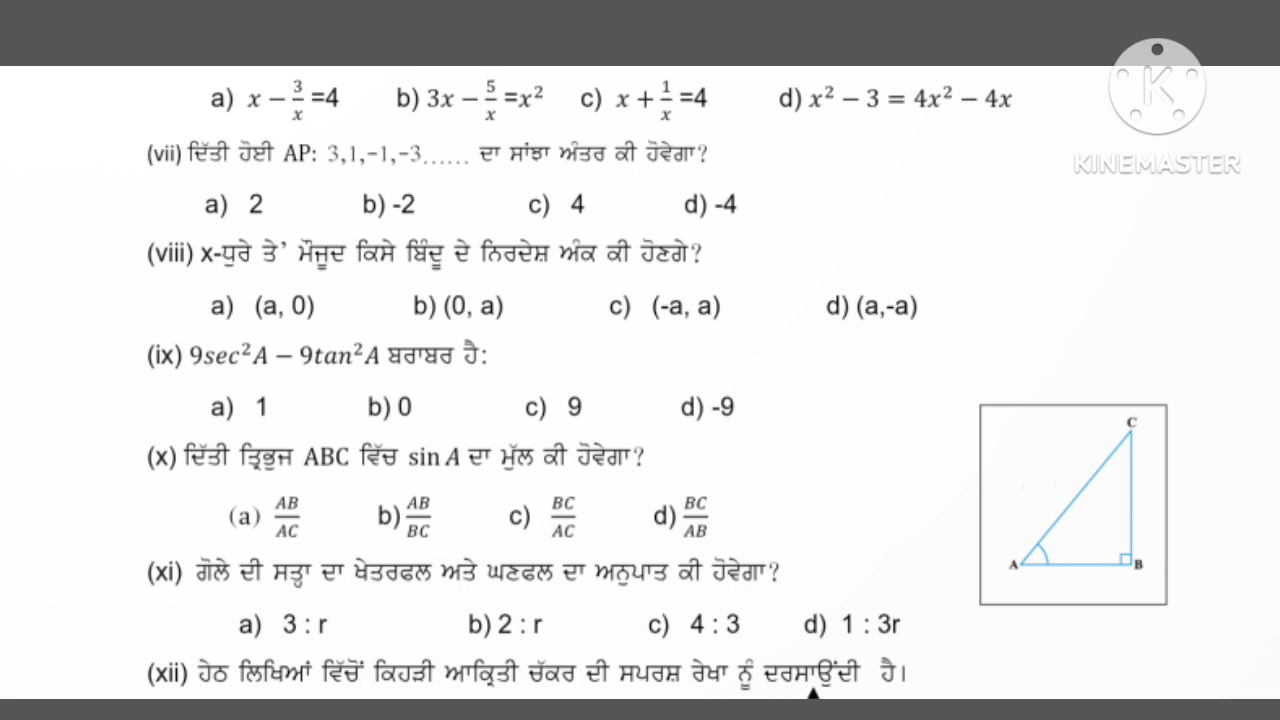 a) x − 3/x =4 b) 3x − 5/x =x² c) x + 1/x =4 d) x² − 3 = 4x² − 4x
KINEMASTER
(vii) ਦਿੱਤੀ ਹੋਈ AP: 3,1,−1,−3...... ਦਾ ਸਾਂਝਾ ਅੰਤਰ ਕੀ ਹੋਵੇਗਾ?
a) 2 b) -2 c) 4 d) -4
(viii) x-ਧੁਰੇ ਤੇ’ ਮੌਜੂਦ ਕਿਸੇ ਬਿੰਦੂ ਦੇ ਨਿਰਦੇਸ਼ ਅੰਕ ਕੀ ਹੋਣਗੇ?
a) (a, 0) b) (0, a) c) (-a, a) d) (a,-a)
(ix) 9sec²A − 9tan²A ਬਰਾਬਰ ਹੈ:
a) 1 b) 0 c) 9 d) -9
(x) ਦਿੱਤੀ ਤ੍ਰਿਭੁਜ ABC ਵਿੱਚ sin A ਦਾ ਮੁੱਲ ਕੀ ਹੋਵੇਗਾ?
(a) AB/AC b) AB/BC c) BC/AC d) BC/AB
C
A B
(xi) ਗੋਲੇ ਦੀ ਸਤ੍ਹਾ ਦਾ ਖੇਤਰਫਲ ਅਤੇ ਘਣਫਲ ਦਾ ਅਨੁਪਾਤ ਕੀ ਹੋਵੇਗਾ?
a) 3 : r b) 2 : r c) 4 : 3 d) 1 : 3r
(xii) ਹੇਠ ਲਿਖਿਆਂ ਵਿੱਚੋਂ ਕਿਹੜੀ ਆਕ੍ਰਿਤੀ ਚੱਕਰ ਦੀ ਸਪਰਸ਼ ਰੇਖਾ ਨੂੰ ਦਰਸਾਉਂਦੀ ਹੈ।